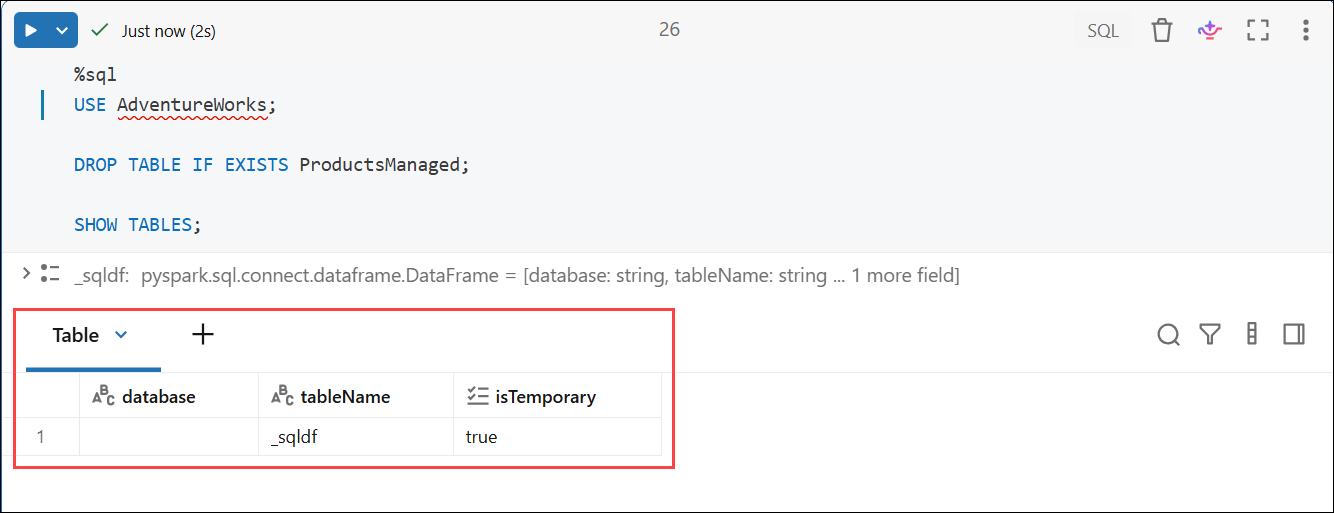 Just now (2s)
26
SQL
%sql
USE AdventureWorks;
DROP TABLE IF EXISTS ProductsManaged;
SHOW TABLES;
_sqldf: pyspark.sql.connect.dataframe.DataFrame = [database: string, tableName: string ... 1 more field]
Table
database tableName isTemporary
1 _sqldf true